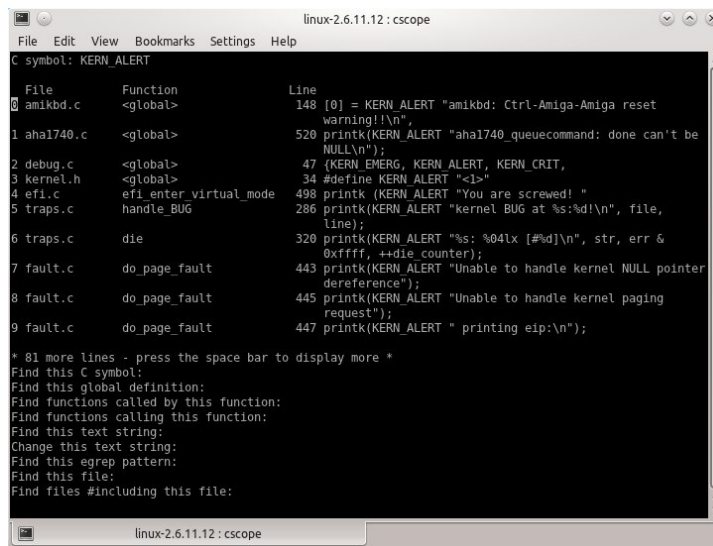 linux-2.6.11.12 : cscope
File Edit View Bookmarks Settings Help
C symbol: KERN_ALERT
File Function Line
0 amikbd.c <global> 148 [0] = KERN_ALERT "amikbd: Ctrl-Amiga-Amiga reset
warning!!\n",
1 aha1740.c <global> 520 printk(KERN_ALERT "aha1740_queuecommand: done can't be
NULL\n");
2 debug.c <global> 47 {KERN_EMERG, KERN_ALERT, KERN_CRIT,
3 kernel.h <global> 34 #define KERN_ALERT "<1>"
4 efi.c efi_enter_virtual_mode 498 printk (KERN_ALERT "You are screwed! "
5 traps.c handle_BUG 286 printk(KERN_ALERT "kernel BUG at %s:%d!\n", file,
line);
6 traps.c die 320 printk(KERN_ALERT "%s: %04lx [#%d]\n", str, err &
0xffff, ++die_counter);
7 fault.c do_page_fault 443 printk(KERN_ALERT "Unable to handle kernel NULL pointer
dereference");
8 fault.c do_page_fault 445 printk(KERN_ALERT "Unable to handle kernel paging
request");
9 fault.c do_page_fault 447 printk(KERN_ALERT " printing eip:\n");
* 81 more lines - press the space bar to display more *
Find this C symbol:
Find this global definition:
Find functions called by this function:
Find functions calling this function:
Find this text string:
Change this text string:
Find this egrep pattern:
Find this file:
Find files #including this file:
linux-2.6.11.12 : cscope